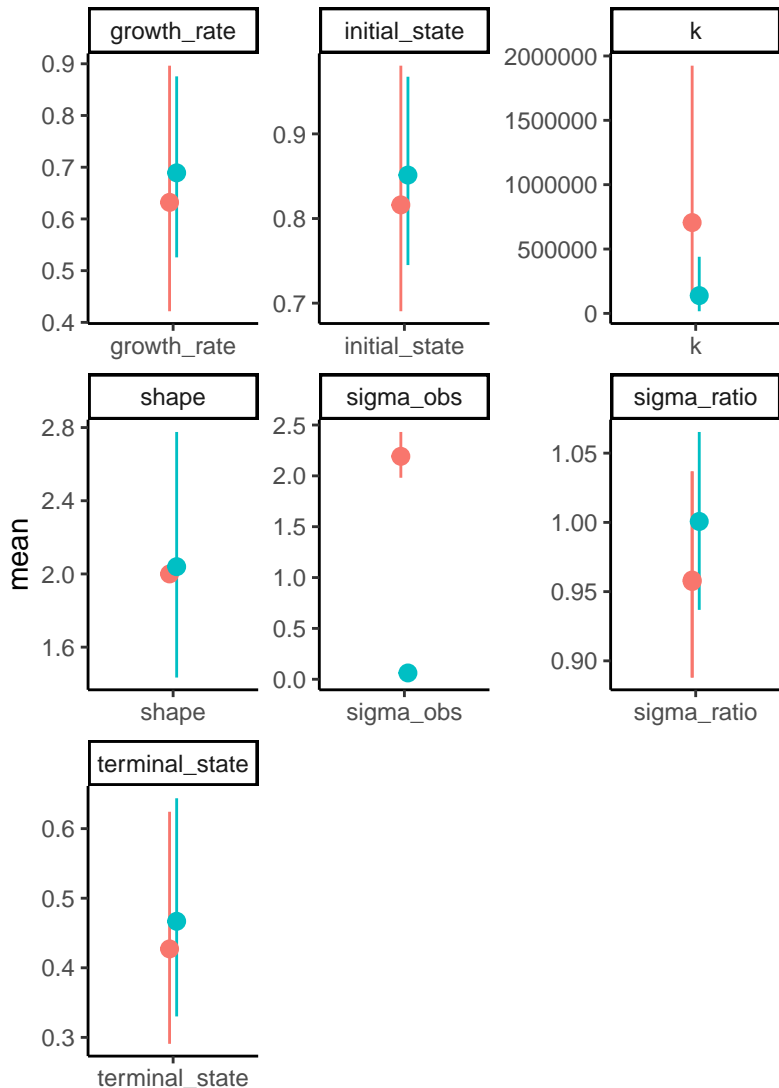 growth_rate
initial_state
k
0.9
0.8
0.7
0.6
0.5
0.4
growth_rate
0.9
0.8
0.7
initial_state
2000000
1500000
1000000
500000
0
k
shape
sigma_obs
sigma_ratio
mean
2.8
2.4
2.0
1.6
shape
2.5
2.0
1.5
1.0
0.5
0.0
sigma_obs
1.05
1.00
0.95
0.90
sigma_ratio
terminal_state
0.6
0.5
0.4
0.3
terminal_state